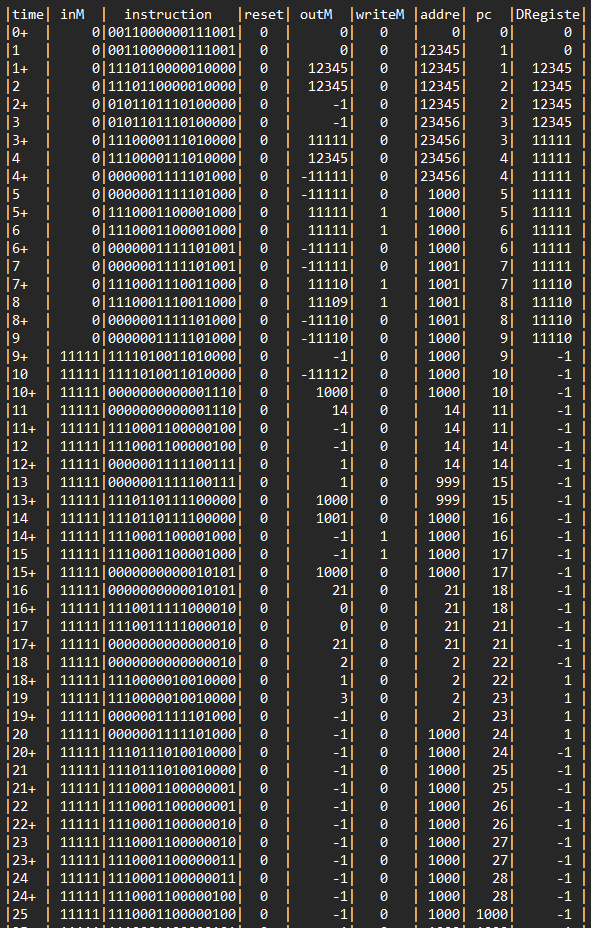 |time| inM  |  instruction   |reset| outM  |writeM |addre| pc  |DRegiste|
|0+  |     0|0011000000111001|  0  |      0|   0   |    0|    0|      0 |
|1   |     0|0011000000111001|  0  |      0|   0   |12345|    1|      0 |
|1+  |     0|1110110000010000|  0  |  12345|   0   |12345|    1|  12345 |
|2   |     0|1110110000010000|  0  |  12345|   0   |12345|    2|  12345 |
|2+  |     0|0101101110100000|  0  |     -1|   0   |12345|    2|  12345 |
|3   |     0|0101101110100000|  0  |     -1|   0   |23456|    3|  12345 |
|3+  |     0|1110000111010000|  0  |  11111|   0   |23456|    3|  11111 |
|4   |     0|1110000111010000|  0  |  12345|   0   |23456|    4|  11111 |
|4+  |     0|0000001111101000|  0  | -11111|   0   |23456|    4|  11111 |
|5   |     0|0000001111101000|  0  | -11111|   0   | 1000|    5|  11111 |
|5+  |     0|1110001100001000|  0  |  11111|   1   | 1000|    5|  11111 |
|6   |     0|1110001100001000|  0  |  11111|   1   | 1000|    6|  11111 |
|6+  |     0|0000001111101001|  0  | -11111|   0   | 1000|    6|  11111 |
|7   |     0|0000001111101001|  0  | -11111|   0   | 1001|    7|  11111 |
|7+  |     0|1110001110011000|  0  |  11110|   1   | 1001|    7|  11110 |
|8   |     0|1110001110011000|  0  |  11109|   1   | 1001|    8|  11110 |
|8+  |     0|0000001111101000|  0  | -11110|   0   | 1001|    8|  11110 |
|9   |     0|0000001111101000|  0  | -11110|   0   | 1000|    9|  11110 |
|9+  | 11111|1111010011010000|  0  |     -1|   0   | 1000|    9|     -1 |
|10  | 11111|1111010011010000|  0  | -11112|   0   | 1000|   10|     -1 |
|10+ | 11111|0000000000001110|  0  |   1000|   0   | 1000|   10|     -1 |
|11  | 11111|0000000000001110|  0  |     14|   0   |   14|   11|     -1 |
|11+ | 11111|1110001100000100|  0  |     -1|   0   |   14|   11|     -1 |
|12  | 11111|1110001100000100|  0  |     -1|   0   |   14|   14|     -1 |
|12+ | 11111|0000001111100111|  0  |      1|   0   |   14|   14|     -1 |
|13  | 11111|0000001111100111|  0  |      1|   0   |  999|   15|     -1 |
|13+ | 11111|1110110111100000|  0  |   1000|   0   |  999|   15|     -1 |
|14  | 11111|1110110111100000|  0  |   1001|   0   | 1000|   16|     -1 |
|14+ | 11111|1110001100001000|  0  |     -1|   1   | 1000|   16|     -1 |
|15  | 11111|1110001100001000|  0  |     -1|   1   | 1000|   17|     -1 |
|15+ | 11111|0000000000010101|  0  |   1000|   0   | 1000|   17|     -1 |
|16  | 11111|0000000000010101|  0  |     21|   0   |   21|   18|     -1 |
|16+ | 11111|1110011111000010|  0  |      0|   0   |   21|   18|     -1 |
|17  | 11111|1110011111000010|  0  |      0|   0   |   21|   21|     -1 |
|17+ | 11111|0000000000000010|  0  |     21|   0   |   21|   21|     -1 |
|18  | 11111|0000000000000010|  0  |      2|   0   |    2|   22|     -1 |
|18+ | 11111|1110000010010000|  0  |      1|   0   |    2|   22|      1 |
|19  | 11111|1110000010010000|  0  |      3|   0   |    2|   23|      1 |
|19+ | 11111|0000001111101000|  0  |     -1|   0   |    2|   23|      1 |
|20  | 11111|0000001111101000|  0  |     -1|   0   | 1000|   24|      1 |
|20+ | 11111|1110111010010000|  0  |     -1|   0   | 1000|   24|     -1 |
|21  | 11111|1110111010010000|  0  |     -1|   0   | 1000|   25|     -1 |
|21+ | 11111|1110001100000001|  0  |     -1|   0   | 1000|   25|     -1 |
|22  | 11111|1110001100000001|  0  |     -1|   0   | 1000|   26|     -1 |
|22+ | 11111|1110001100000010|  0  |     -1|   0   | 1000|   26|     -1 |
|23  | 11111|1110001100000010|  0  |     -1|   0   | 1000|   27|     -1 |
|23+ | 11111|1110001100000011|  0  |     -1|   0   | 1000|   27|     -1 |
|24  | 11111|1110001100000011|  0  |     -1|   0   | 1000|   28|     -1 |
|24+ | 11111|1110001100000100|  0  |     -1|   0   | 1000|   28|     -1 |
|25  | 11111|1110001100000100|  0  |     -1|   0   | 1000| 1000|     -1 |